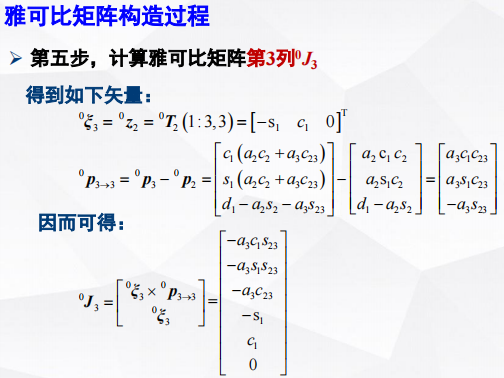 雅可比矩阵构造过程
➢ 第五步，计算雅可比矩阵第3列⁰J₃
得到如下矢量：
⁰ξ₃ = ⁰z₂ = ⁰T₂ (1:3,3) = [−s₁ c₁ 0]ᵀ
⁰p₃→₃ = ⁰p₃ − ⁰p₂ = [c₁ (a₂c₂ + a₃c₂₃); s₁ (a₂c₂ + a₃c₂₃); d₁ − a₂s₂ − a₃s₂₃] − [a₂ c₁ c₂; a₂s₁c₂; d₁ − a₂s₂] = [a₃c₁c₂₃; a₃s₁c₂₃; −a₃s₂₃]
因而可得：
⁰J₃ = [⁰ξ₃ × ⁰p₃→₃; ⁰ξ₃] = [−a₃c₁s₂₃; −a₃s₁s₂₃; −a₃c₂₃; −s₁; c₁; 0]